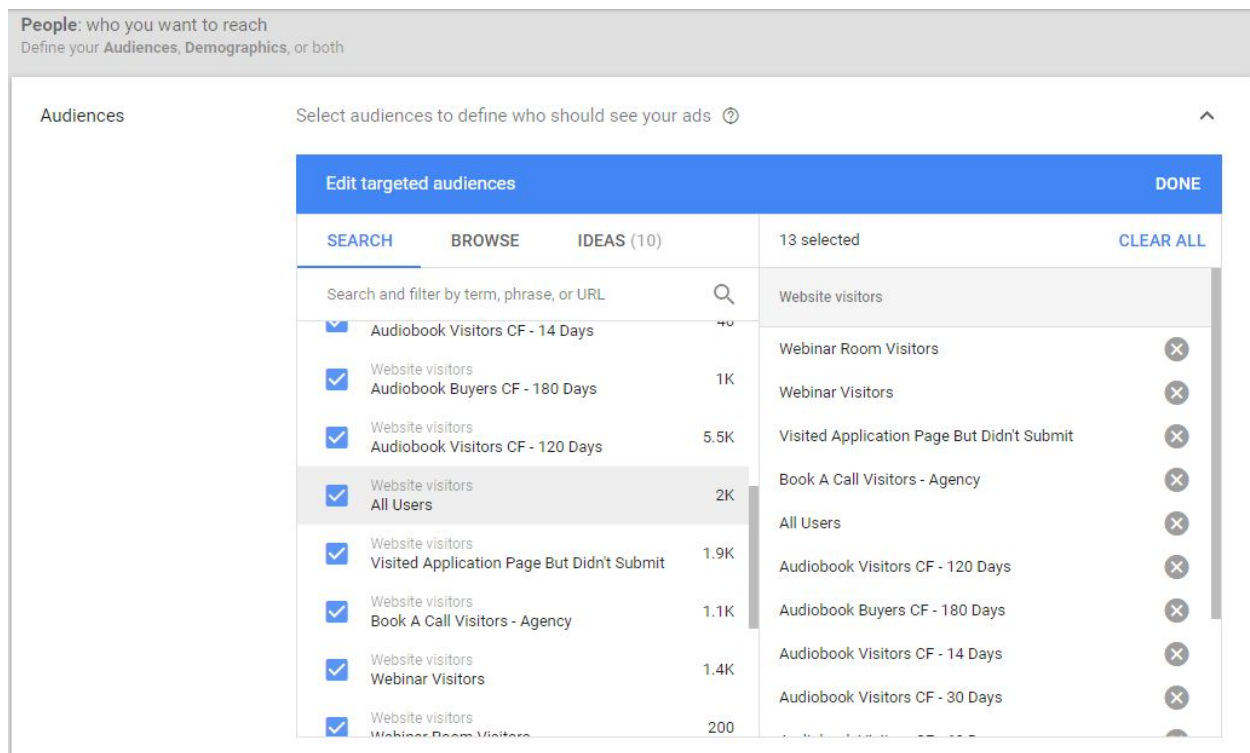 People: who you want to reach
Define your Audiences, Demographics, or both
Audiences
Select audiences to define who should see your ads
Edit targeted audiences
DONE
SEARCH BROWSE IDEAS (10)
Search and filter by term, phrase, or URL
Audiobook Visitors CF - 14 Days
Website visitors
Audiobook Buyers CF - 180 Days 1K
Website visitors
Audiobook Visitors CF - 120 Days 5.5K
Website visitors
All Users 2K
Website visitors
Visited Application Page But Didn't Submit 1.9K
Website visitors
Book A Call Visitors - Agency 1.1K
Website visitors
Webinar Visitors 1.4K
Website visitors
Webinar Room Visitors 200
13 selected CLEAR ALL
Website visitors
Webinar Room Visitors
Webinar Visitors
Visited Application Page But Didn't Submit
Book A Call Visitors - Agency
All Users
Audiobook Visitors CF - 120 Days
Audiobook Buyers CF - 180 Days
Audiobook Visitors CF - 14 Days
Audiobook Visitors CF - 30 Days